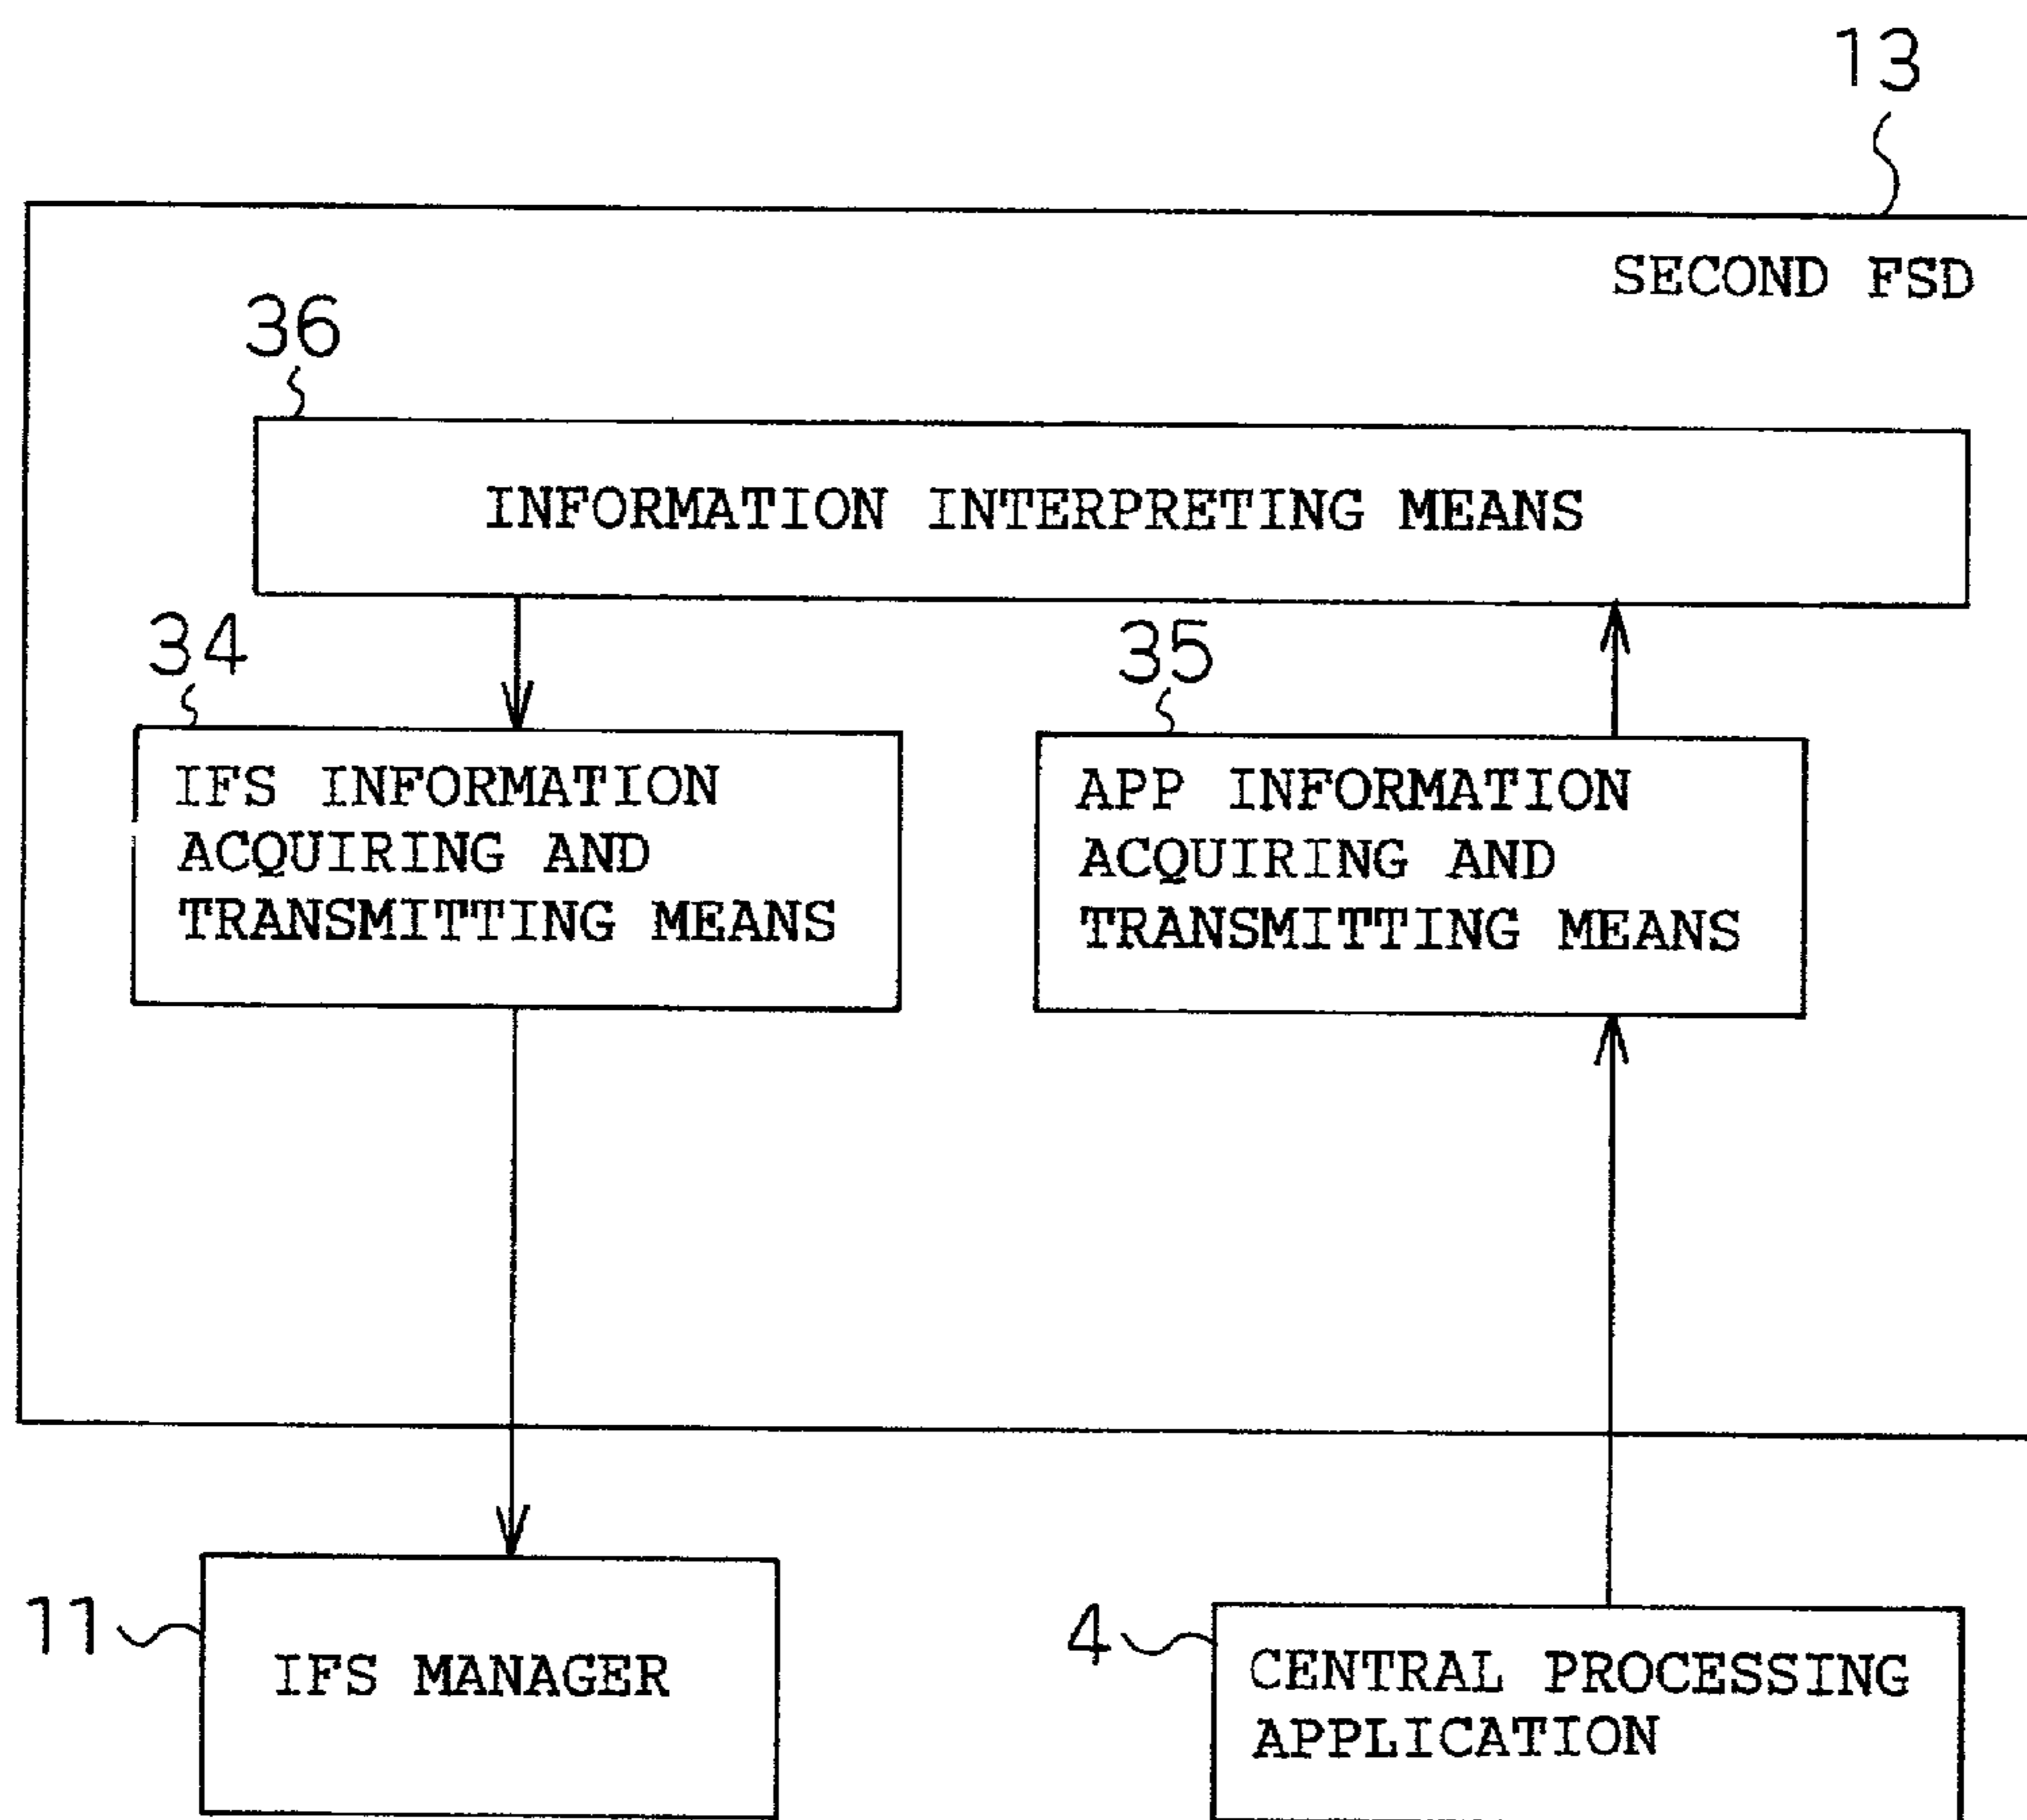 13
SECOND FSD
36
INFORMATION INTERPRETING MEANS
34
IFS INFORMATION
ACQUIRING AND
TRANSMITTING MEANS
35
APP INFORMATION
ACQUIRING AND
TRANSMITTING MEANS
11
IFS MANAGER
4
CENTRAL PROCESSING
APPLICATION